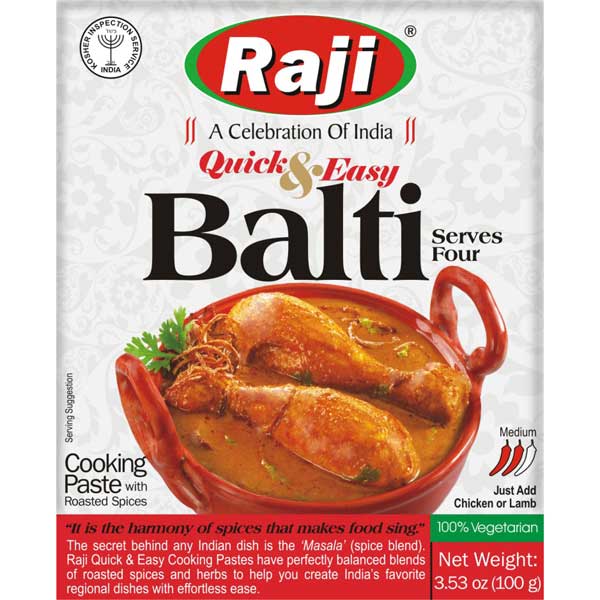 KOSHER INSPECTION SERVICE
INDIA
Raji®
A Celebration Of India
Quick & Easy
Balti
Serves
Four
Serving Suggestion
Cooking
Paste with
Roasted Spices
Medium
Just Add
Chicken or Lamb
"It is the harmony of spices that makes food sing."
100% Vegetarian
The secret behind any Indian dish is the 'Masala' (spice blend).
Raji Quick & Easy Cooking Pastes have perfectly balanced blends
of roasted spices and herbs to help you create India's favorite
regional dishes with effortless ease.
Net Weight:
3.53 oz (100 g)